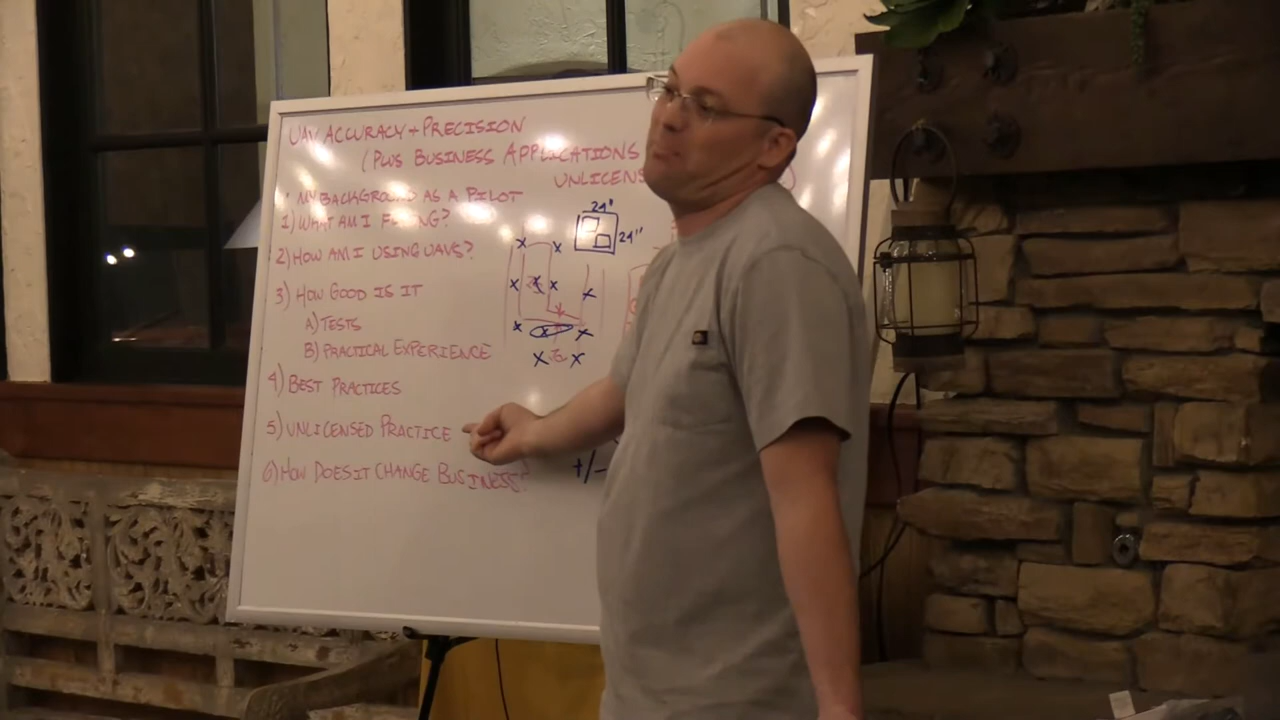 UAV ACCURACY + PRECISION
(PLUS BUSINESS APPLICATIONS
UNLICENS
• MY BACKGROUND AS A PILOT
1) WHAT AM I FLYING?
2) HOW AM I USING UAVS?
3) HOW GOOD IS IT
A) TESTS
B) PRACTICAL EXPERIENCE
4) BEST PRACTICES
5) UNLICENSED PRACTICE
6) HOW DOES IT CHANGE BUSINESS?
24"
24"
+/-